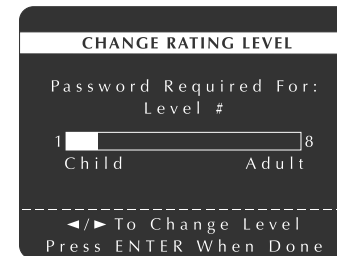 CHANGE RATING LEVEL
Password Required For:
Level #
1 8
Child Adult
◄/► To Change Level
Press ENTER When Done